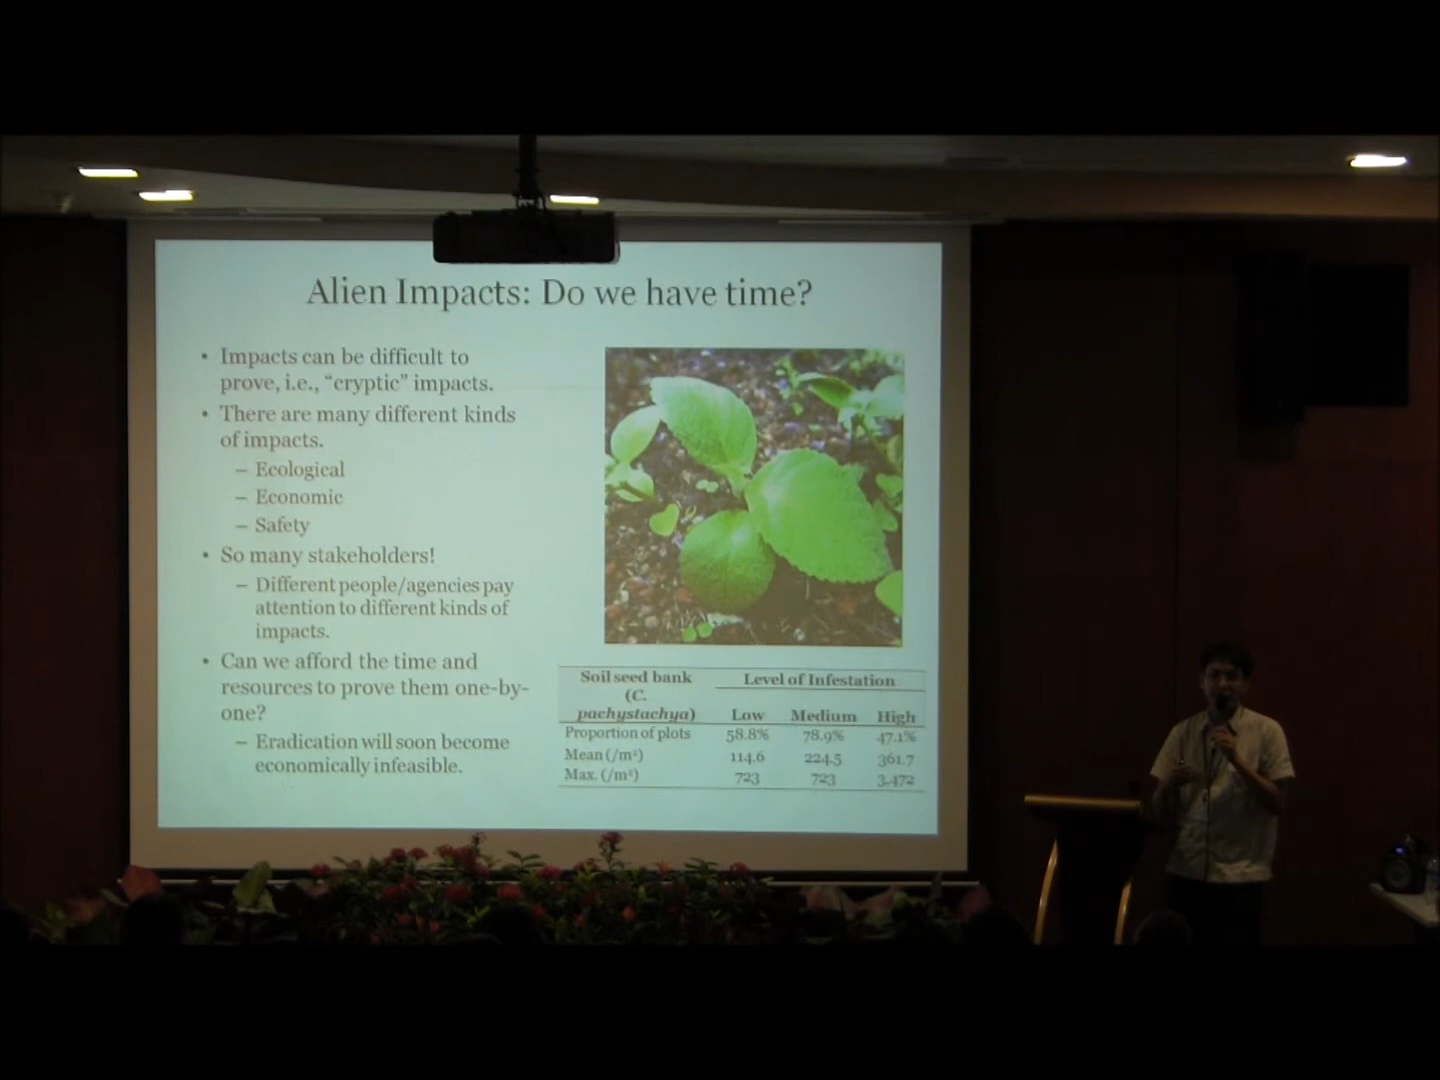 Alien Impacts: Do we have time?
• Impacts can be difficult to
prove, i.e., “cryptic” impacts.
• There are many different kinds
of impacts.
– Ecological
– Economic
– Safety
• So many stakeholders!
– Different people/agencies pay
attention to different kinds of
impacts.
• Can we afford the time and
resources to prove them one-by-
one?
– Eradication will soon become
economically infeasible.
Soil seed bank
(C.
pachystachya)
Level of Infestation
Low Medium High
Proportion of plots 58.8% 78.9% 47.1%
Mean (/m²) 114.6 224.5 361.7
Max. (/m²) 723 723 3,472